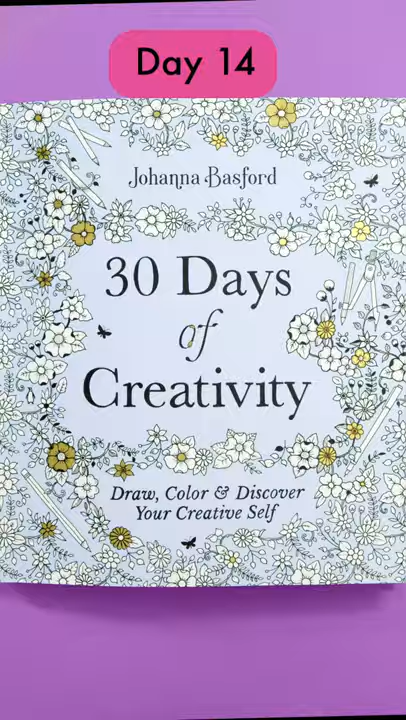 Day 14
Johanna Basford
30 Days
of
Creativity
Draw, Color & Discover
Your Creative Self